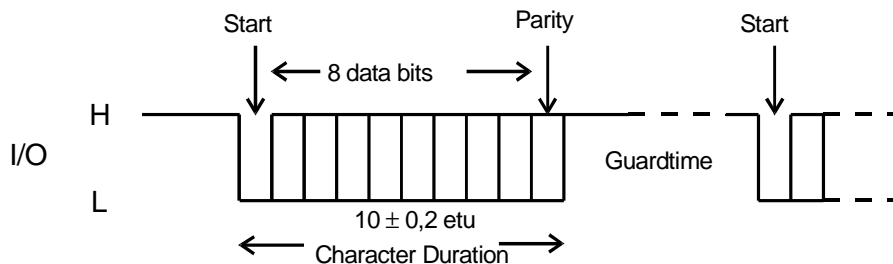 Start
Parity
Start
8 data bits
H
I/O
Guardtime
L
10 ± 0,2 etu
Character Duration